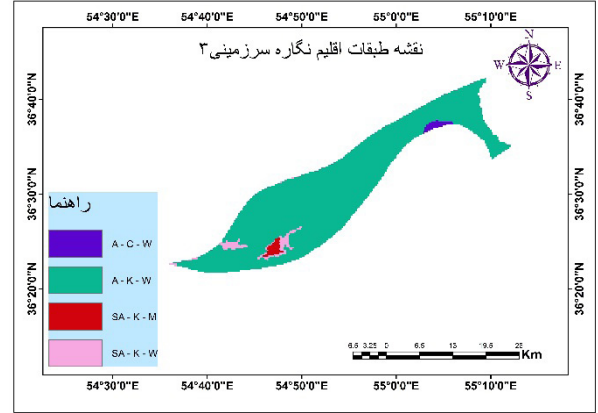 54°30'0"E 54°40'0"E 54°50'0"E 55°0'0"E 55°10'0"E
نقشه طبقات اقلیم نگاره سرزمینی۳
N
W E
S
36°40'0"N 36°40'0"N
36°30'0"N 36°30'0"N
36°20'0"N 36°20'0"N
راهنما
A - C - W
A - K - W
SA - K - M
SA - K - W
6.5 3.25 0 6.5 13 19.5 26
Km
54°30'0"E 54°40'0"E 54°50'0"E 55°0'0"E 55°10'0"E